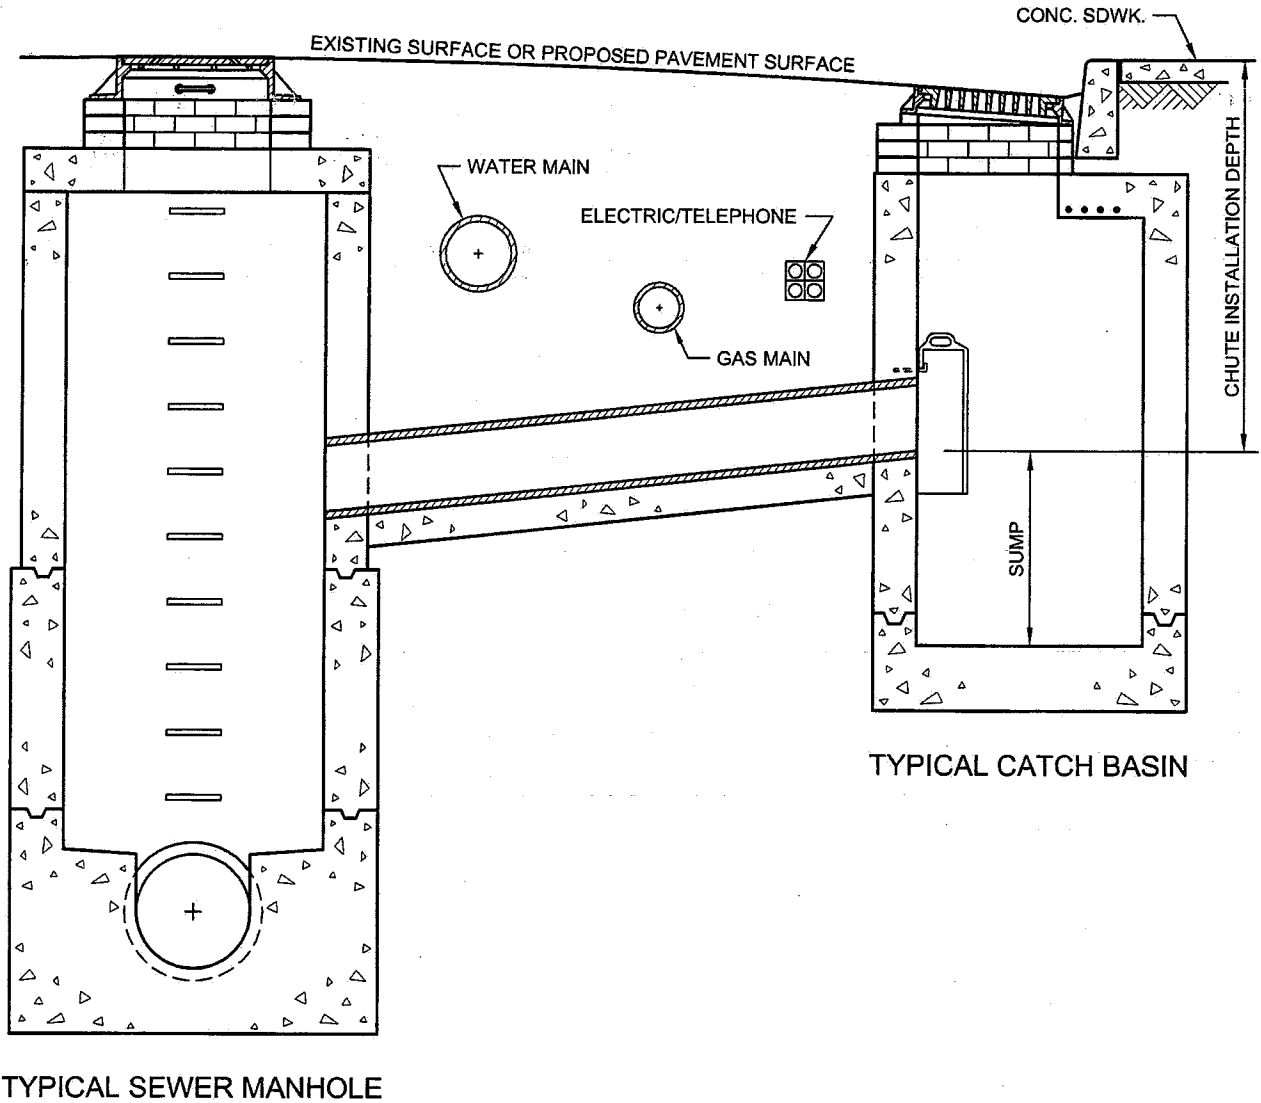 CONC. SDWK.
EXISTING SURFACE OR PROPOSED PAVEMENT SURFACE
WATER MAIN
ELECTRIC/TELEPHONE
GAS MAIN
CHUTE INSTALLATION DEPTH
SUMP
TYPICAL CATCH BASIN
TYPICAL SEWER MANHOLE